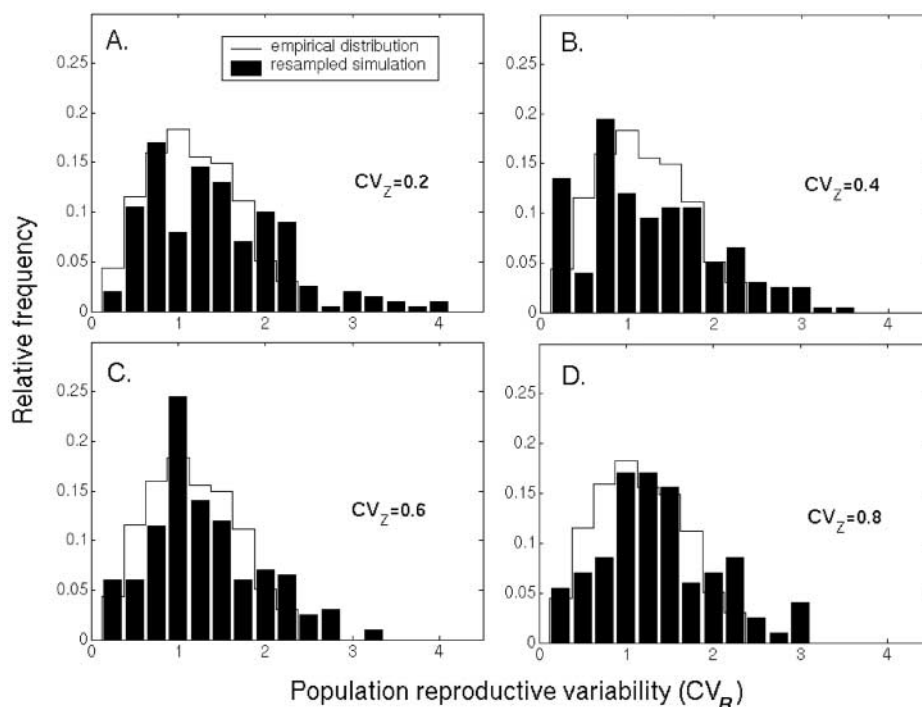 A.
empirical distribution
resampled simulation
0.25
0.2
0.15
0.1
0.05
0
CV_Z=0.2
0 1 2 3 4
B.
0.25
0.2
0.15
0.1
0.05
0
CV_Z=0.4
0 1 2 3 4
Relative frequency
C.
0.25
0.2
0.15
0.1
0.05
0
CV_Z=0.6
0 1 2 3 4
D.
0.25
0.2
0.15
0.1
0.05
0
CV_Z=0.8
0 1 2 3 4
Population reproductive variability (CV_R)